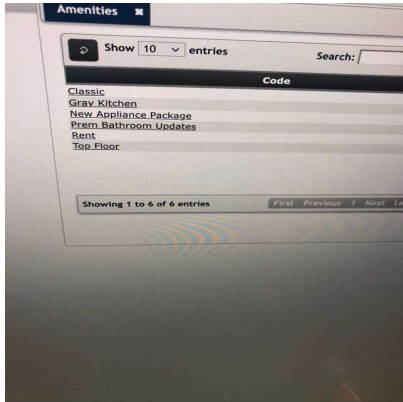 Amenities ✖
Show 10 entries Search:
Code
Classic
Gray Kitchen
New Appliance Package
Prem Bathroom Updates
Rent
Top Floor
Showing 1 to 6 of 6 entries First Previous 1 Next